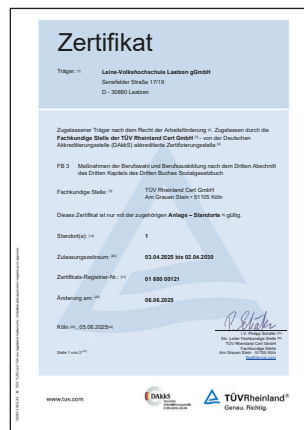 Zertifikat
Träger: Leine-Volkshochschule Laatzen gGmbH
Senefelder Straße 17/19
D - 30880 Laatzen
Zugelassener Träger nach dem Recht der Arbeitsförderung. Zugelassen durch die
Fachkundige Stelle der TÜV Rheinland Cert GmbH - von der Deutschen
Akkreditierungsstelle (DAkkS) akkreditierte Zertifizierungsstelle
FB 3 Maßnahmen der Berufswahl und Berufsausbildung nach dem Dritten Abschnitt
des Dritten Kapitels des Dritten Buches Sozialgesetzbuch
Fachkundige Stelle: TÜV Rheinland Cert GmbH
Am Grauen Stein • 51105 Köln
Dieses Zertifikat ist nur mit der zugehörigen Anlage – Standorte gültig.
Standort(e): 1
Zulassungszeitraum: 03.04.2025 bis 02.04.2030
Zertifikats-Registrier-Nr.: 01 600 00121
Änderung am: 06.06.2025
Köln, 05.08.2025
i.V. Philipp Schäfer
Stv. Leiter Fachkundige Stelle
TÜV Rheinland Cert GmbH
Fachkundige Stelle
Am Grauen Stein · 51105 Köln
Seite 1 von 2
www.tuv.com
DAkkS
Deutsche
Akkreditierungsstelle
TÜVRheinland®
Genau. Richtig.